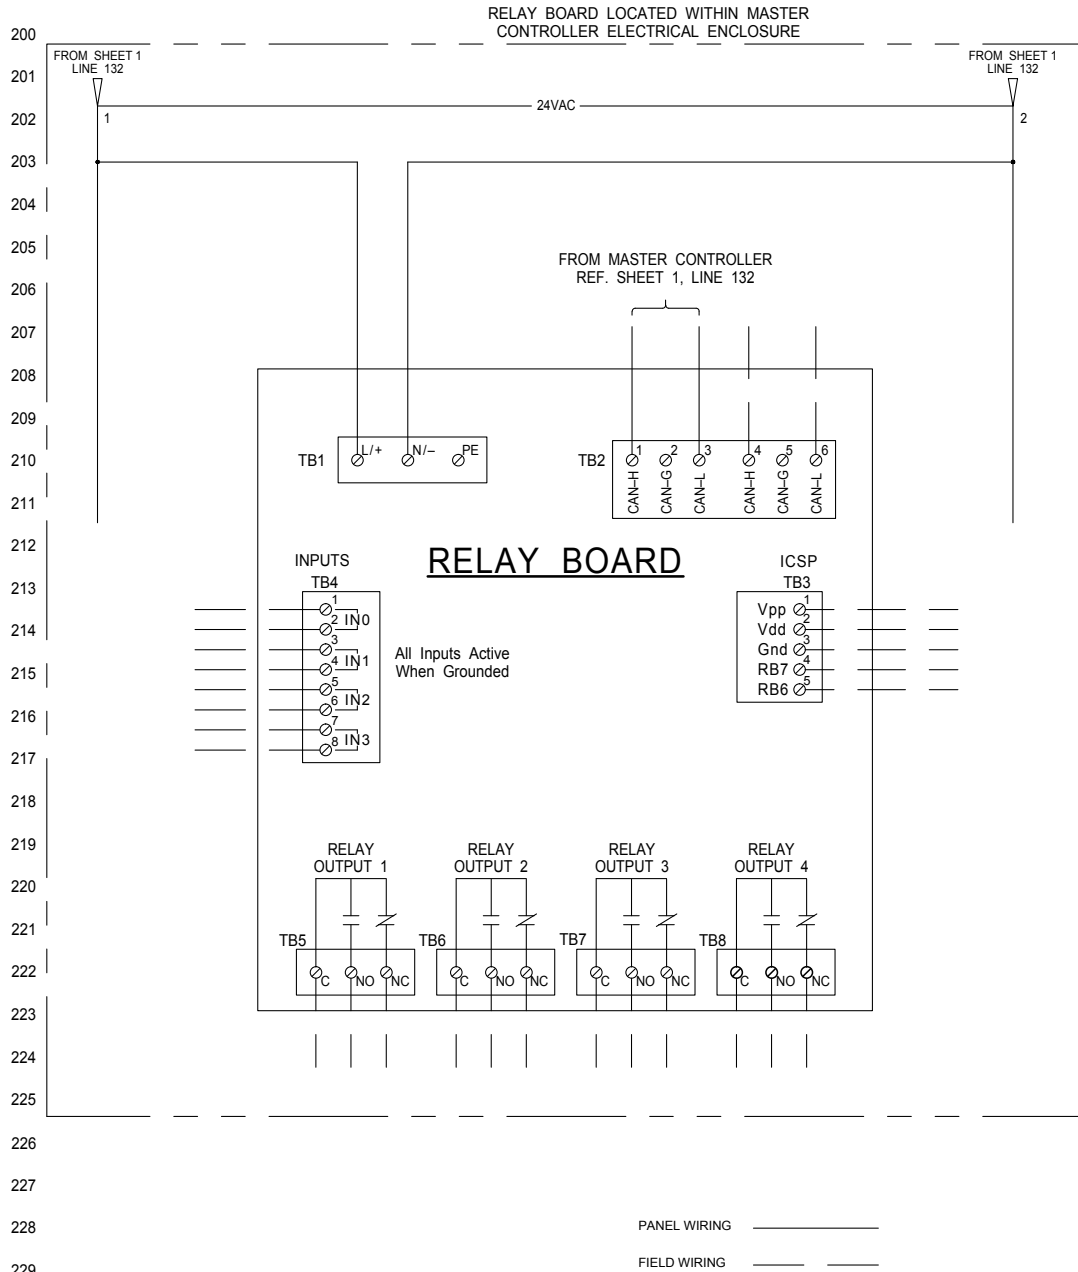 RELAY BOARD LOCATED WITHIN MASTER
CONTROLLER ELECTRICAL ENCLOSURE
200
FROM SHEET 1
LINE 132
FROM SHEET 1
LINE 132
201
24VAC
202
1
2
203
204
205
FROM MASTER CONTROLLER
REF. SHEET 1, LINE 132
206
207
208
209
210
TB1
L/+
N/–
PE
TB2
1
2
3
4
5
6
CAN–H
CAN–G
CAN–L
CAN–H
CAN–G
CAN–L
211
212
RELAY BOARD
INPUTS
TB4
ICSP
TB3
213
1
2 IN0
3
4 IN1
5
6 IN2
7
8 IN3
All Inputs Active
When Grounded
Vpp 1
Vdd 2
Gnd 3
RB7 4
RB6 5
214
215
216
217
218
219
RELAY
OUTPUT 1
RELAY
OUTPUT 2
RELAY
OUTPUT 3
RELAY
OUTPUT 4
220
221
TB5
TB6
TB7
TB8
222
C NO NC
C NO NC
C NO NC
C NO NC
223
224
225
226
227
228
PANEL WIRING
229
FIELD WIRING